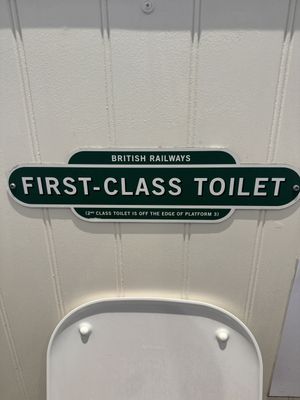 BRITISH RAILWAYS
FIRST-CLASS TOILET
(2ND CLASS TOILET IS OFF THE EDGE OF PLATFORM 3)